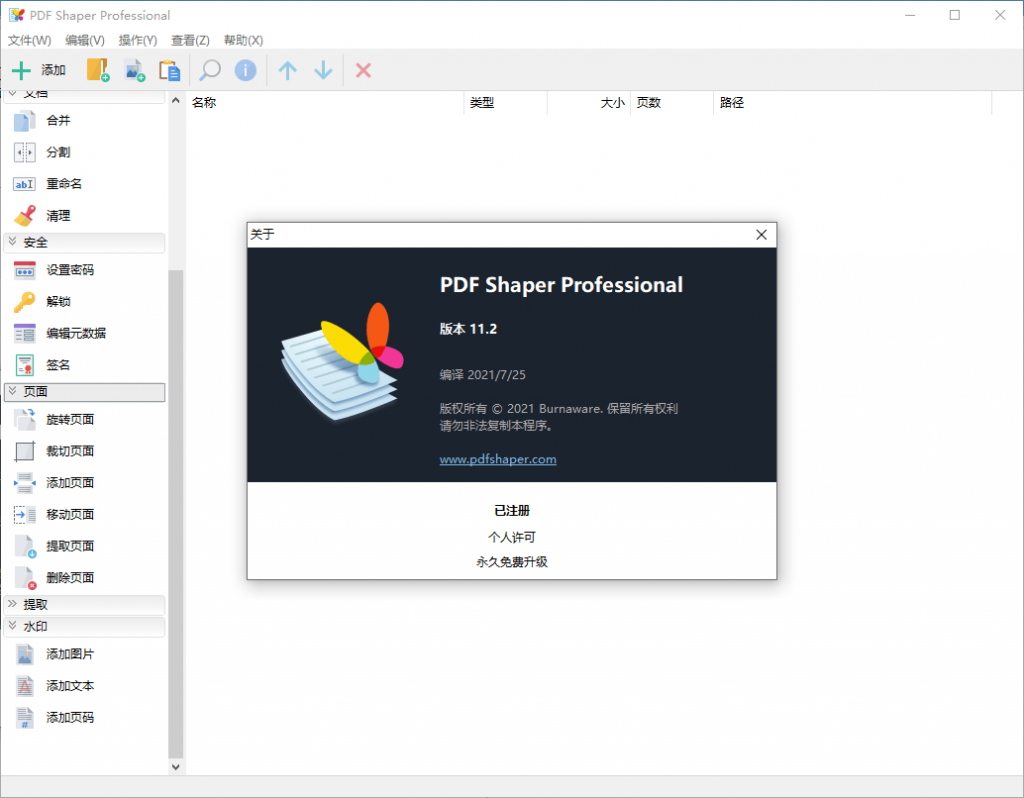 PDF Shaper Professional
文件(W) 编辑(V) 操作(Y) 查看(Z) 帮助(X)
添加
文档
合并
分割
abI
重命名
清理
安全
设置密码
解锁
编辑元数据
签名
页面
旋转页面
裁切页面
添加页面
移动页面
提取页面
删除页面
提取
水印
添加图片
添加文本
添加页码
名称 类型 大小 页数 路径
关于
PDF Shaper Professional
版本 11.2
编译 2021/7/25
版权所有 © 2021 Burnaware. 保留所有权利
请勿非法复制本程序。
www.pdfshaper.com
已注册
个人许可
永久免费升级